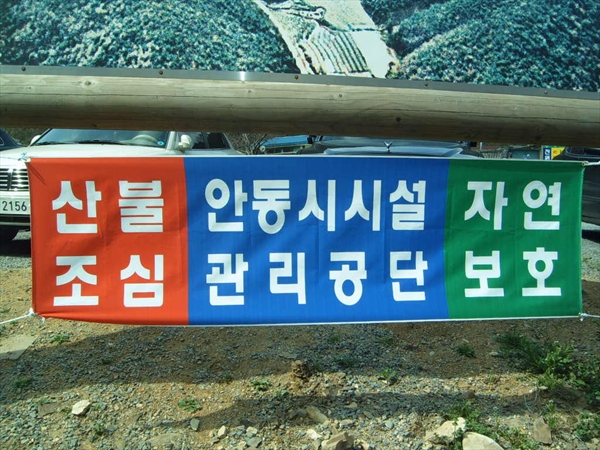 산불
조심
안동시시설
관리공단
자연
보호
2156